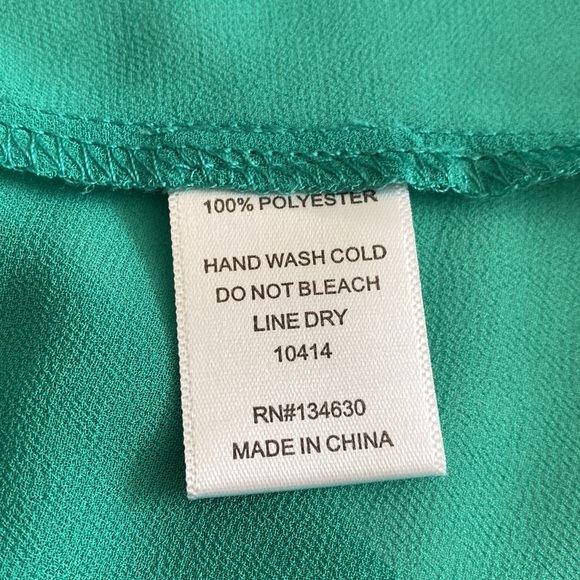 100% POLYESTER
HAND WASH COLD
DO NOT BLEACH
LINE DRY
10414
RN#134630
MADE IN CHINA